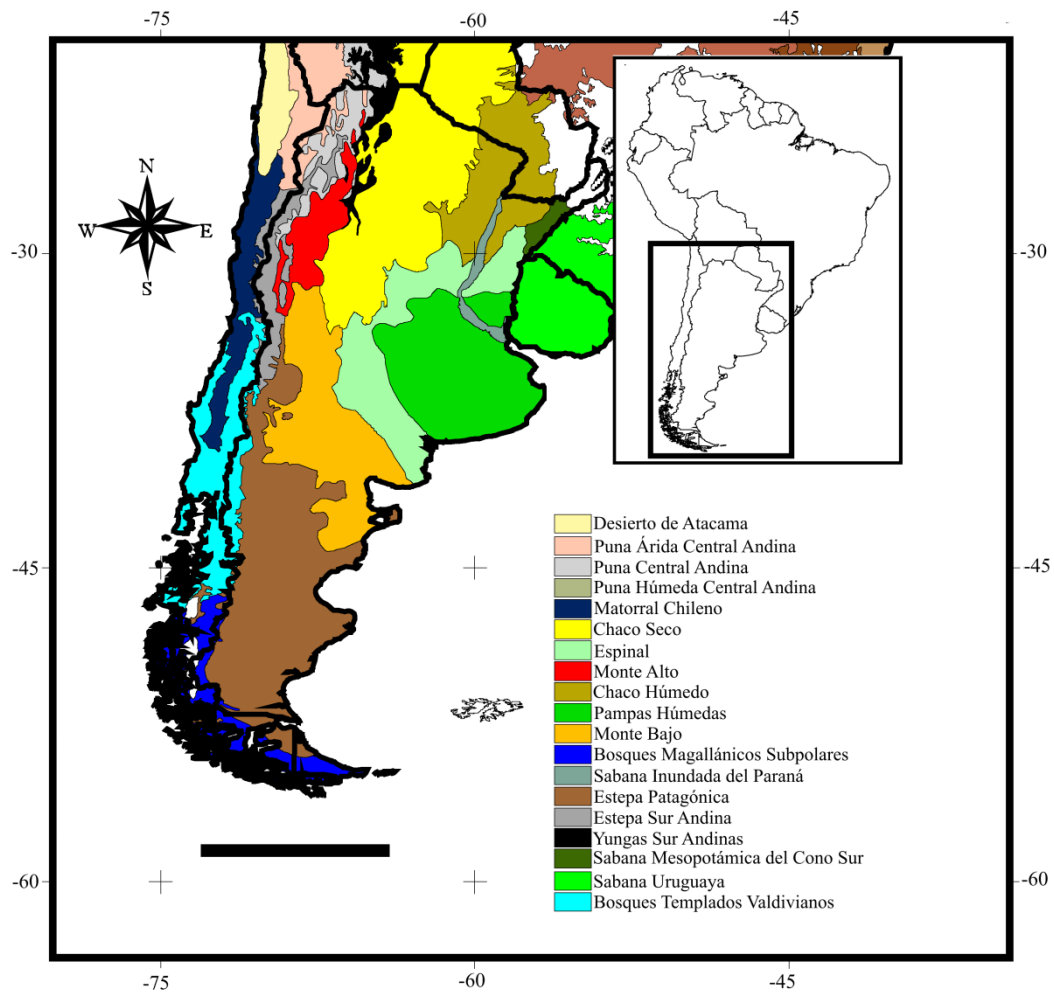 -75
-60
-45
N
W
E
S
-30
-30
-45
-45
-60
-60
Desierto de Atacama
Puna Árida Central Andina
Puna Central Andina
Puna Húmeda Central Andina
Matorral Chileno
Chaco Seco
Espinal
Monte Alto
Chaco Húmedo
Pampas Húmedas
Monte Bajo
Bosques Magallánicos Subpolares
Sabana Inundada del Paraná
Estepa Patagónica
Estepa Sur Andina
Yungas Sur Andinas
Sabana Mesopotámica del Cono Sur
Sabana Uruguaya
Bosques Templados Valdivianos
-75
-60
-45